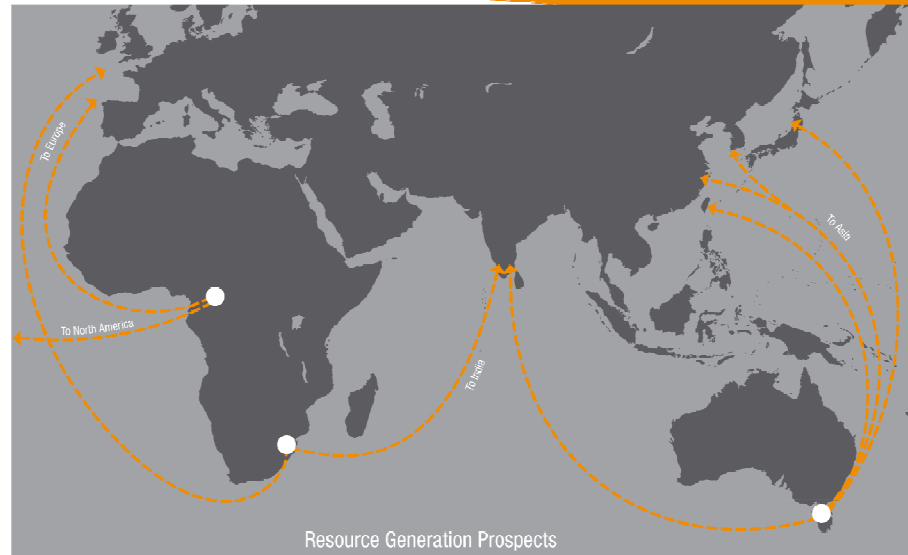 To Europe
To Asia
To North America
To India
Resource Generation Prospects